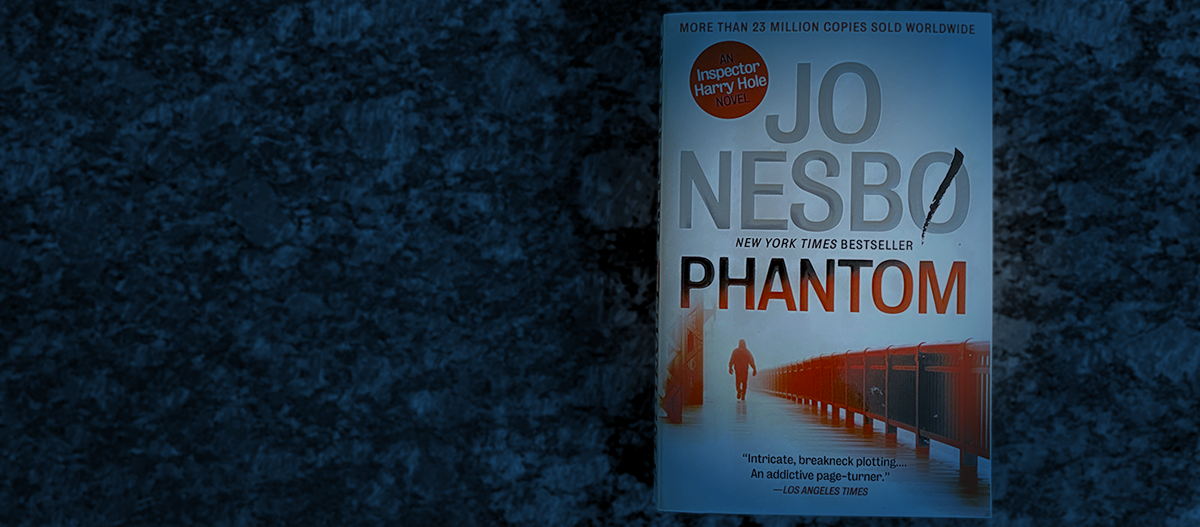 MORE THAN 23 MILLION COPIES SOLD WORLDWIDE
AN
Inspector
Harry Hole
NOVEL
JO
NESBØ
NEW YORK TIMES BESTSELLER
PHANTOM
“Intricate, breakneck plotting....
An addictive page-turner.”
—LOS ANGELES TIMES